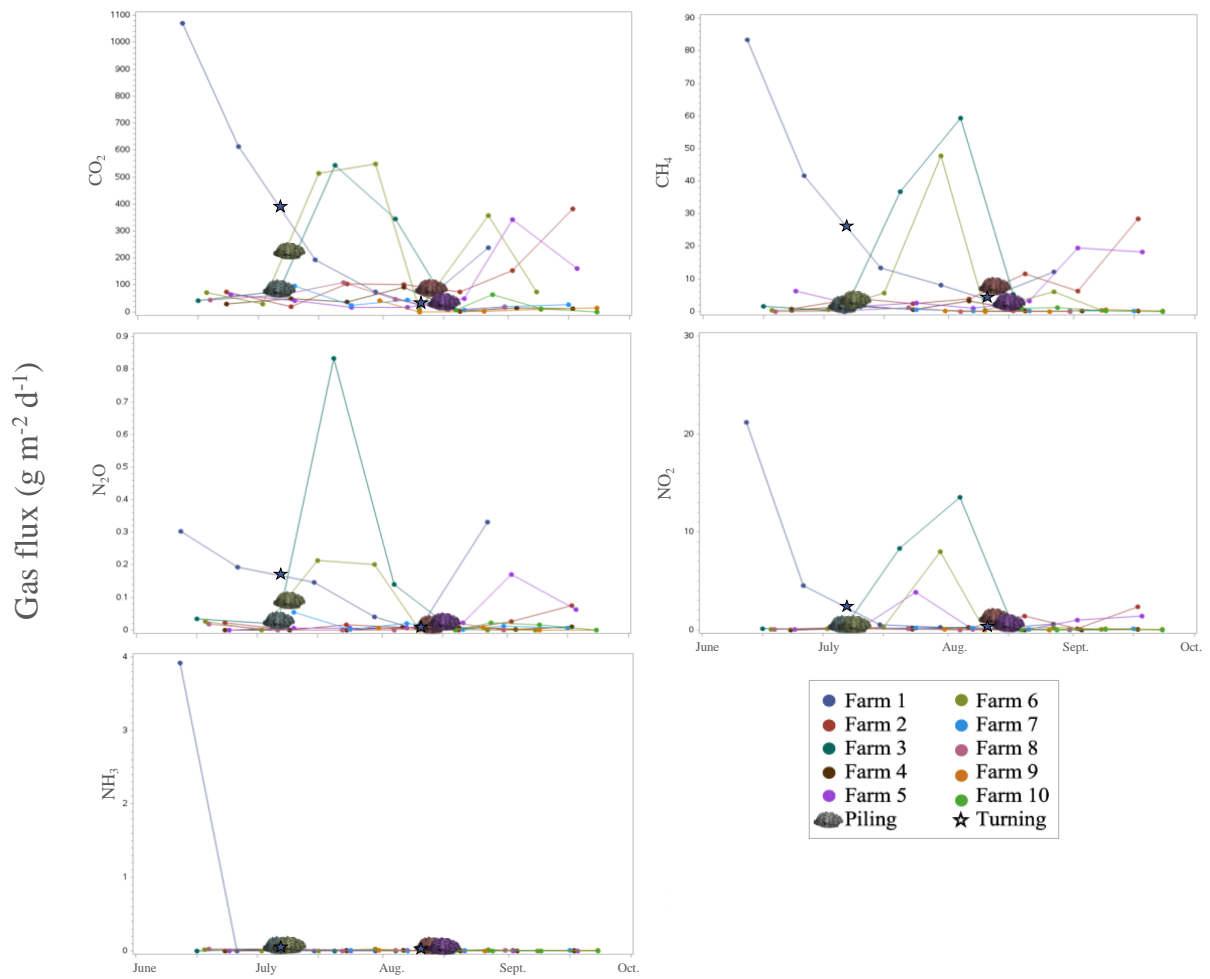 Gas flux (g m⁻² d⁻¹)
CO₂
1100
1000
900
800
700
600
500
400
300
200
100
0
CH₄
90
80
70
60
50
40
30
20
10
0
N₂O
0.9
0.8
0.7
0.6
0.5
0.4
0.3
0.2
0.1
0
NO₂
30
20
10
0
June July Aug. Sept. Oct.
NH₃
4
3
2
1
0
June July Aug. Sept. Oct.
Farm 1 Farm 6
Farm 2 Farm 7
Farm 3 Farm 8
Farm 4 Farm 9
Farm 5 Farm 10
Piling Turning